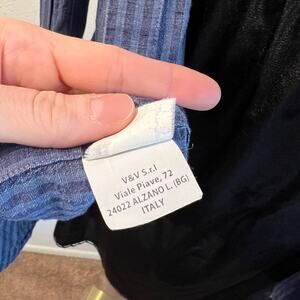 V&V S.r.l
Viale Piave, 72
24022 ALZANO L. (BG)
ITALY